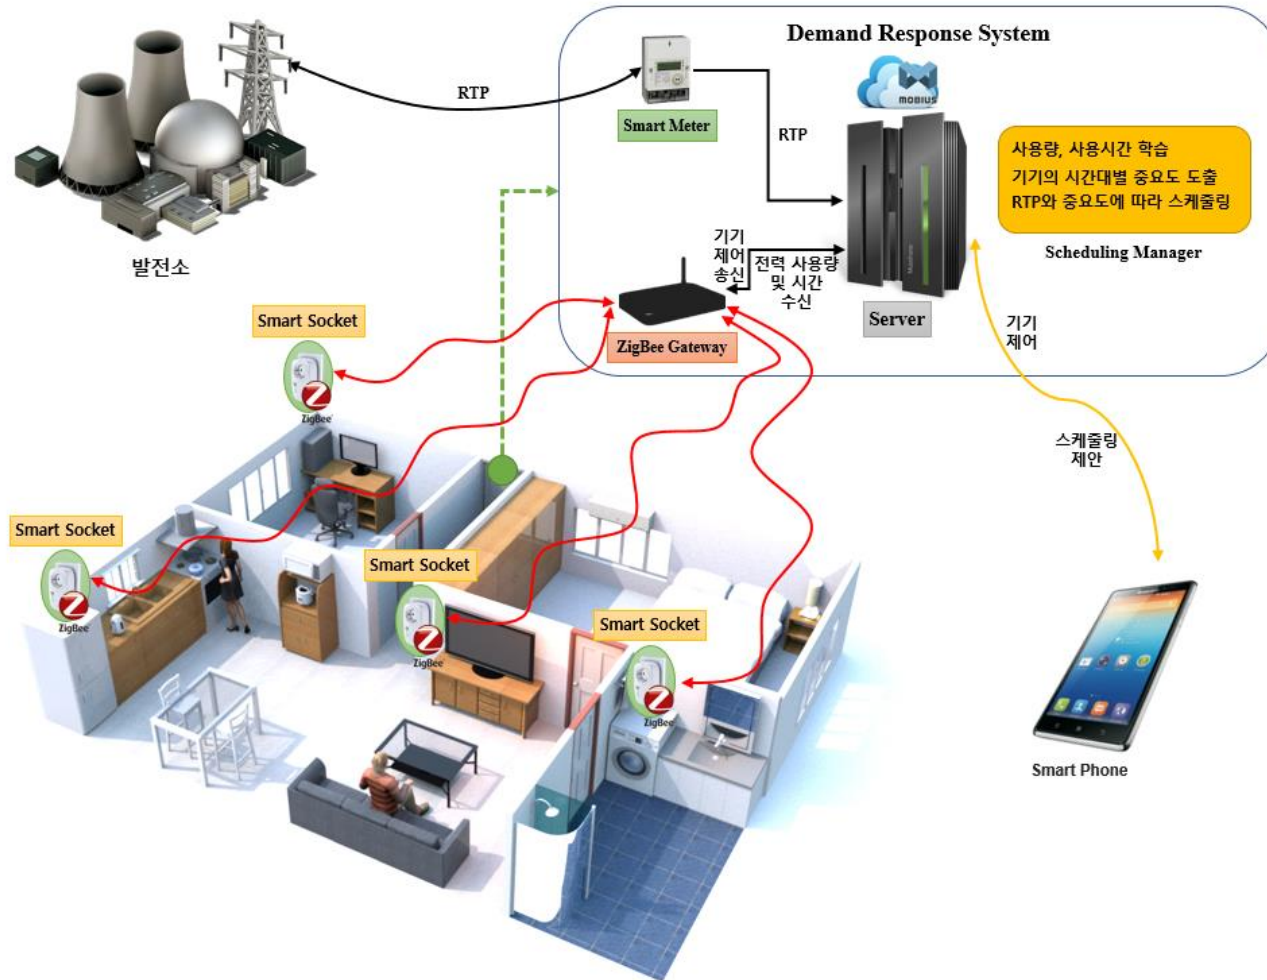 Demand Response System
RTP
Smart Meter
RTP
MOBIUS
사용량, 사용시간 학습
기기의 시간대별 중요도 도출
RTP와 중요도에 따라 스케줄링
Scheduling Manager
발전소
기기
제어
송신
전력 사용량
및 시간
수신
Server
ZigBee Gateway
기기
제어
Smart Socket
ZigBee
스케줄링
제안
Smart Socket
ZigBee
Smart Socket
ZigBee
Smart Socket
ZigBee
Smart Phone